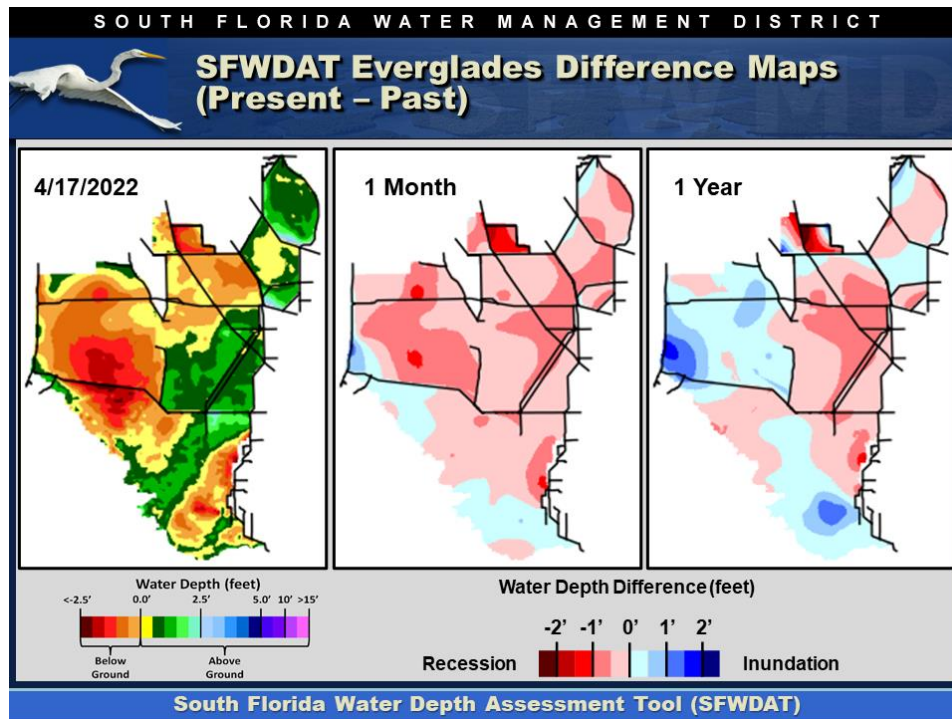 SOUTH FLORIDA WATER MANAGEMENT DISTRICT
SFWDAT Everglades Difference Maps
(Present – Past)
4/17/2022
1 Month
1 Year
Water Depth (feet)
<-2.5' 0.0' 2.5' 5.0' 10' >15'
Below
Ground
Above
Ground
Water Depth Difference (feet)
-2' -1' 0' 1' 2'
Recession
Inundation
South Florida Water Depth Assessment Tool (SFWDAT)